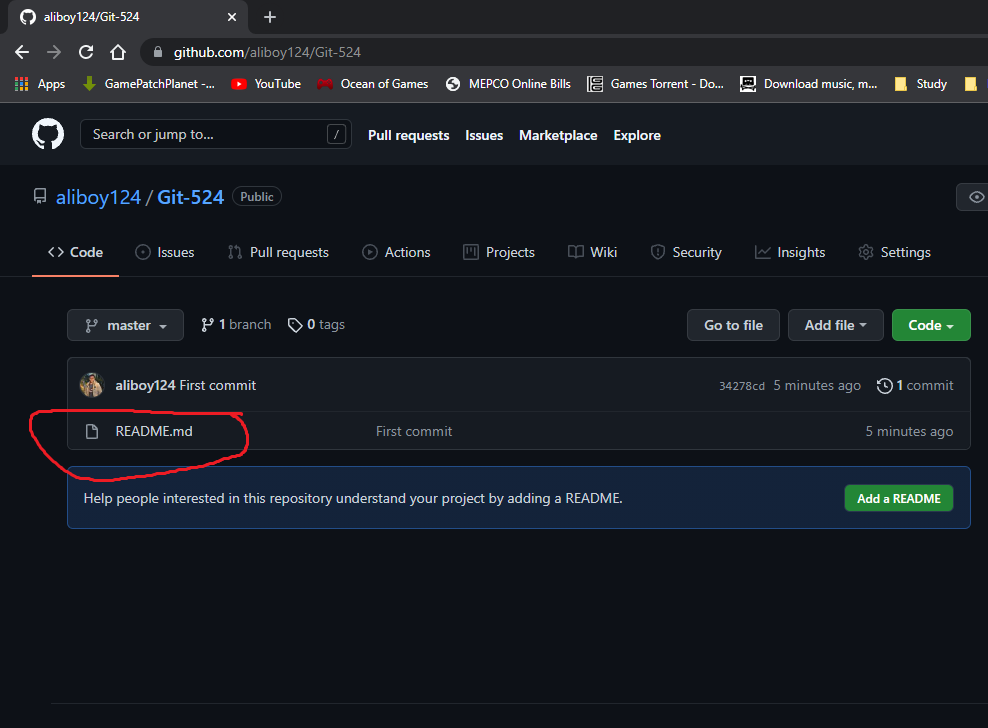 aliboy124/Git-524
github.com/aliboy124/Git-524
Apps GamePatchPlanet -... YouTube Ocean of Games MEPCO Online Bills Games Torrent - Do... Download music, m... Study
Search or jump to... / Pull requests Issues Marketplace Explore
aliboy124 / Git-524 Public
<> Code Issues Pull requests Actions Projects Wiki Security Insights Settings
master 1 branch 0 tags Go to file Add file Code
aliboy124 First commit 34278cd 5 minutes ago 1 commit
README.md First commit 5 minutes ago
Help people interested in this repository understand your project by adding a README. Add a README